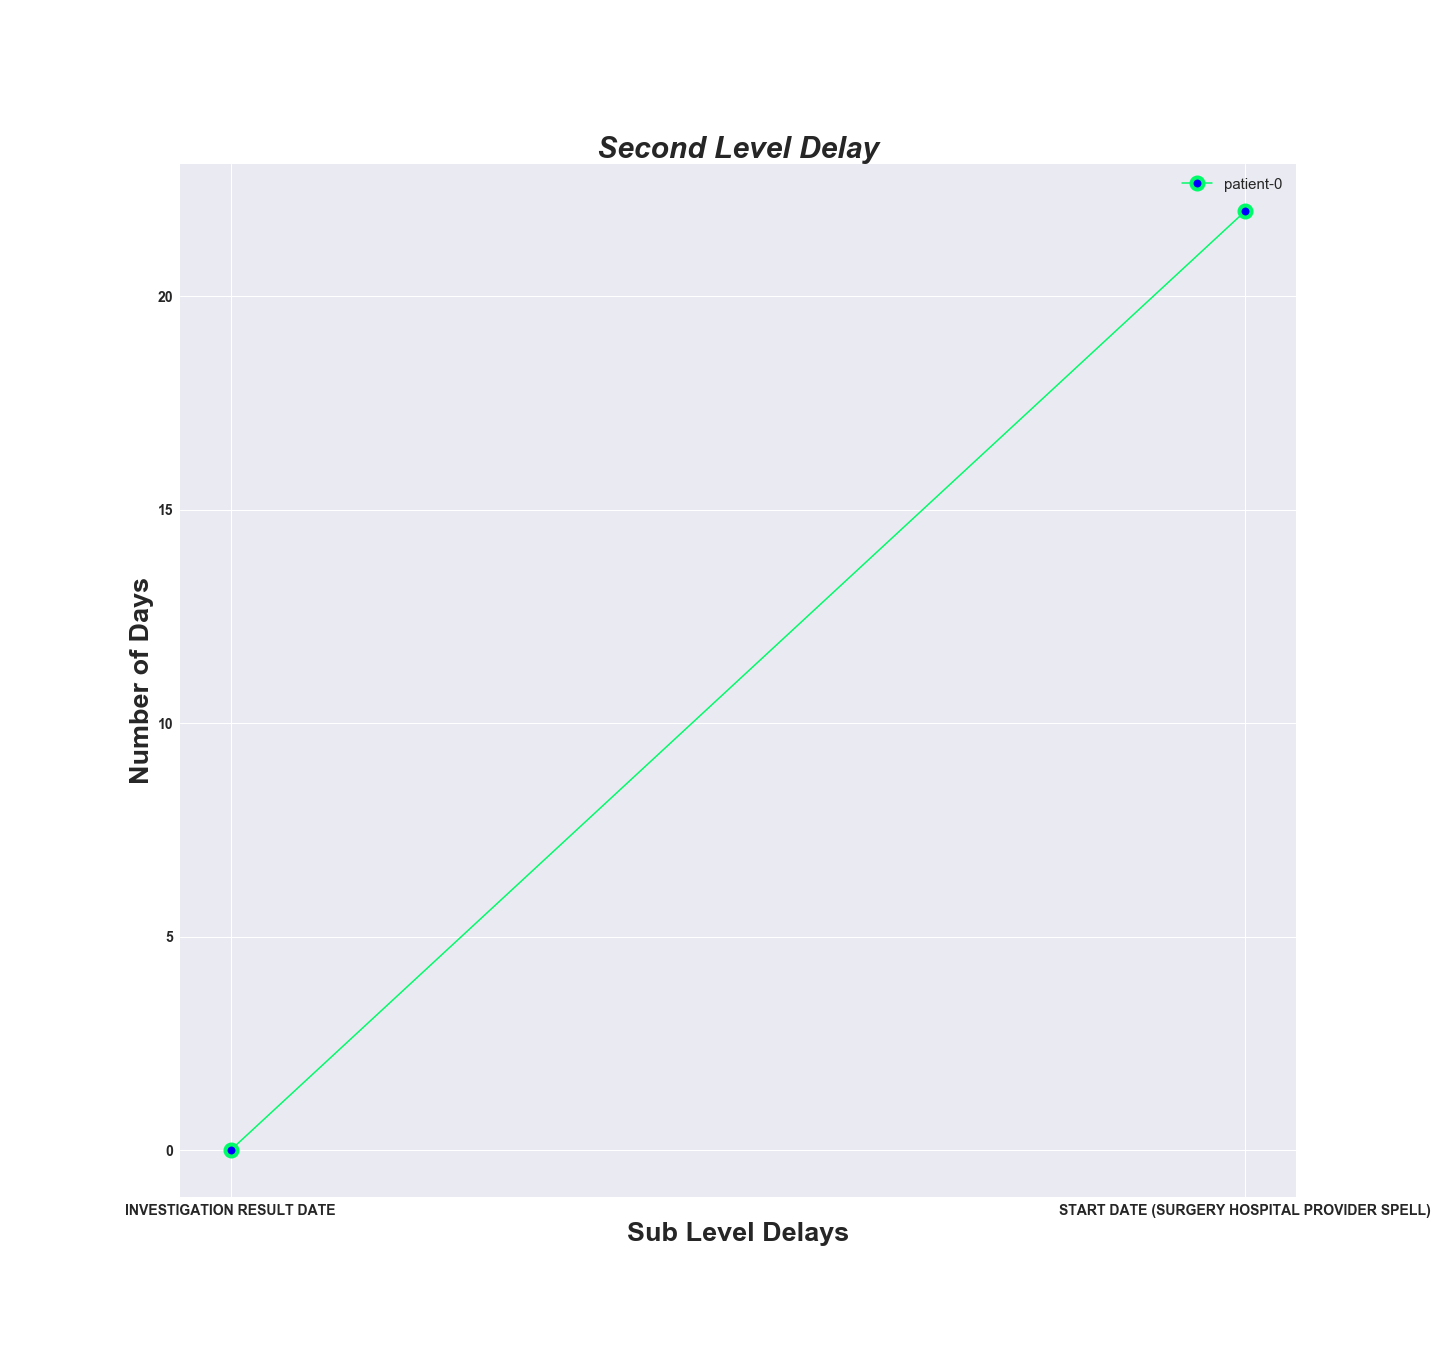 Second Level Delay
patient-0
20
15
10
5
0
Number of Days
INVESTIGATION RESULT DATE
START DATE (SURGERY HOSPITAL PROVIDER SPELL)
Sub Level Delays